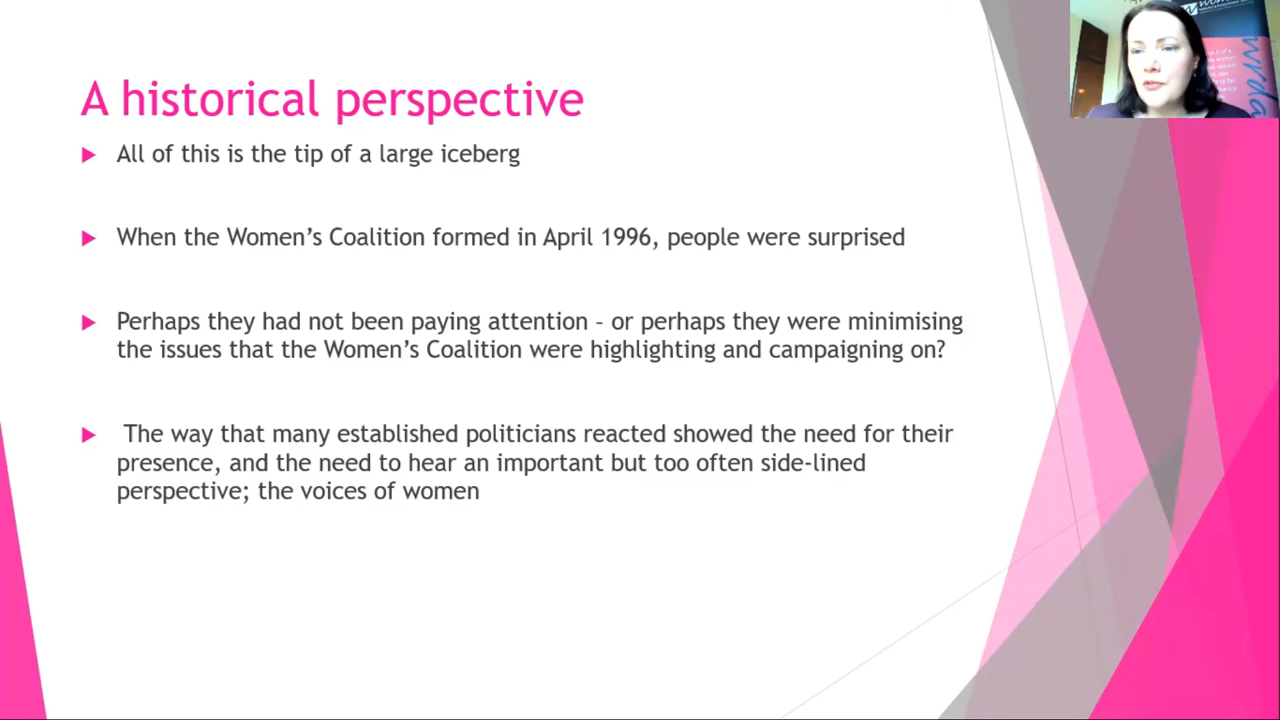 A historical perspective
All of this is the tip of a large iceberg
When the Women's Coalition formed in April 1996, people were surprised
Perhaps they had not been paying attention – or perhaps they were minimising
the issues that the Women's Coalition were highlighting and campaigning on?
The way that many established politicians reacted showed the need for their
presence, and the need to hear an important but too often side-lined
perspective; the voices of women
wrda